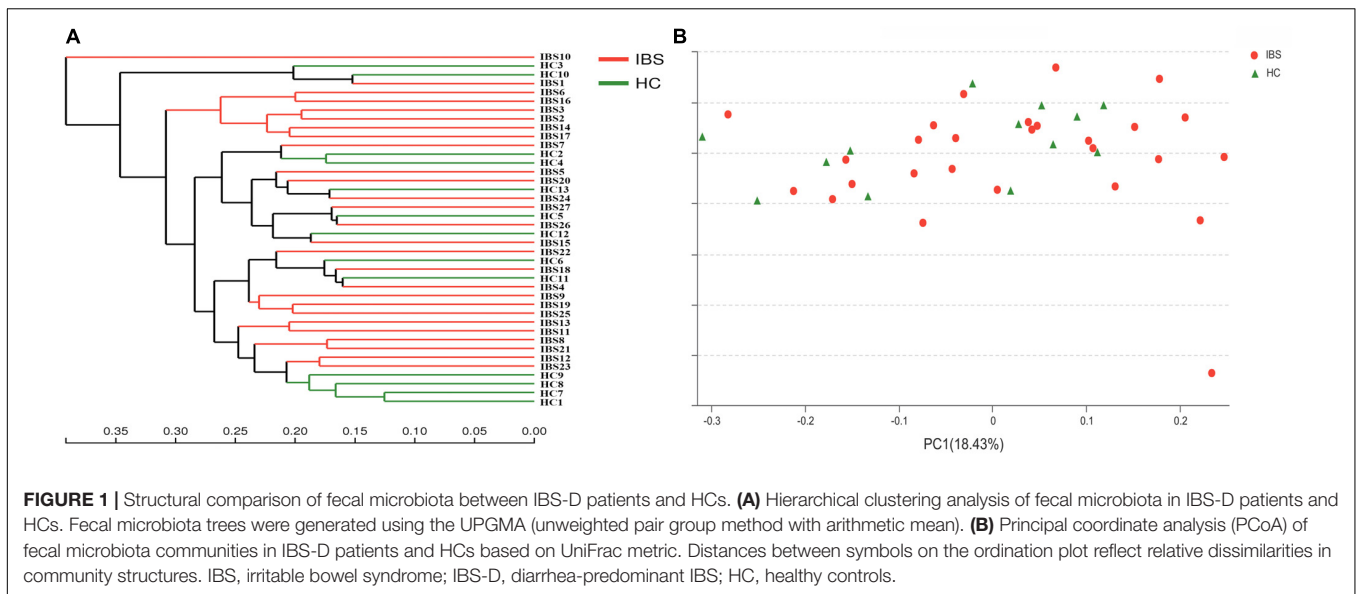 A
IBS10
HC3
HC10
IBS1
IBS6
IBS16
IBS3
IBS2
IBS14
IBS17
IBS7
HC2
HC4
IBS5
IBS20
HC13
IBS24
IBS27
HC5
IBS26
HC12
IBS15
IBS22
HC6
IBS18
HC11
IBS4
IBS9
IBS19
IBS25
IBS13
IBS11
IBS8
IBS21
IBS12
IBS23
HC9
HC8
HC7
HC1
IBS
HC
0.35 0.30 0.25 0.20 0.15 0.10 0.05 0.00
B
IBS
HC
-0.3 -0.2 -0.1 0 0.1 0.2
PC1(18.43%)
FIGURE 1 | Structural comparison of fecal microbiota between IBS-D patients and HCs. (A) Hierarchical clustering analysis of fecal microbiota in IBS-D patients and
HCs. Fecal microbiota trees were generated using the UPGMA (unweighted pair group method with arithmetic mean). (B) Principal coordinate analysis (PCoA) of
fecal microbiota communities in IBS-D patients and HCs based on UniFrac metric. Distances between symbols on the ordination plot reflect relative dissimilarities in
community structures. IBS, irritable bowel syndrome; IBS-D, diarrhea-predominant IBS; HC, healthy controls.